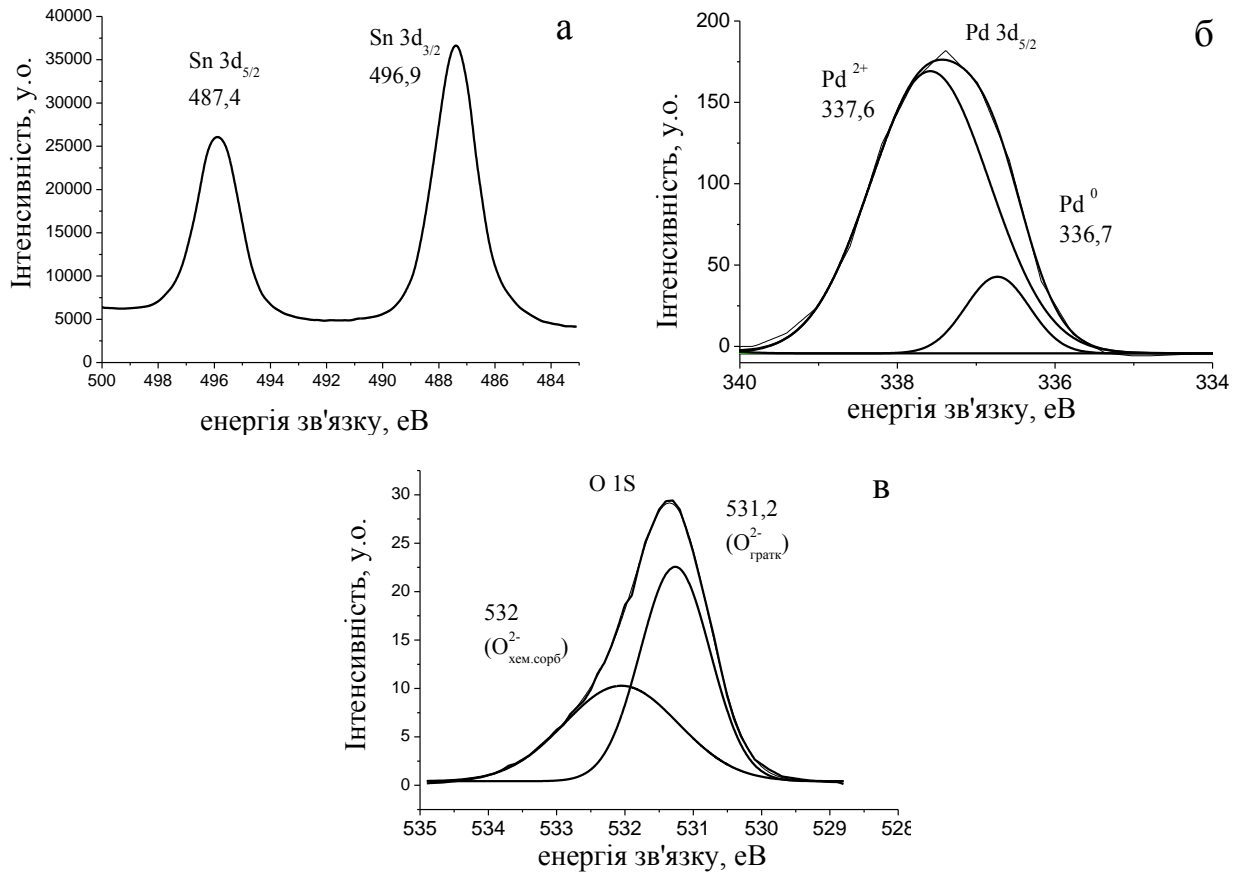 а
Sn 3d5/2
487,4
Sn 3d3/2
496,9
40000
35000
30000
25000
20000
15000
10000
5000
0
500 498 496 494 492 490 488 486 484
Інтенсивність, у.о.
енергія зв'язку, еВ
б
Pd 3d5/2
Pd 2+
337,6
Pd 0
336,7
200
150
100
50
0
340 338 336 334
Інтенсивність, у.о.
енергія зв'язку, еВ
в
O 1S
531,2
(O2-гратк)
532
(O2-хем.сорб)
30
25
20
15
10
5
0
535 534 533 532 531 530 529 528
Інтенсивність, у.о.
енергія зв'язку, еВ